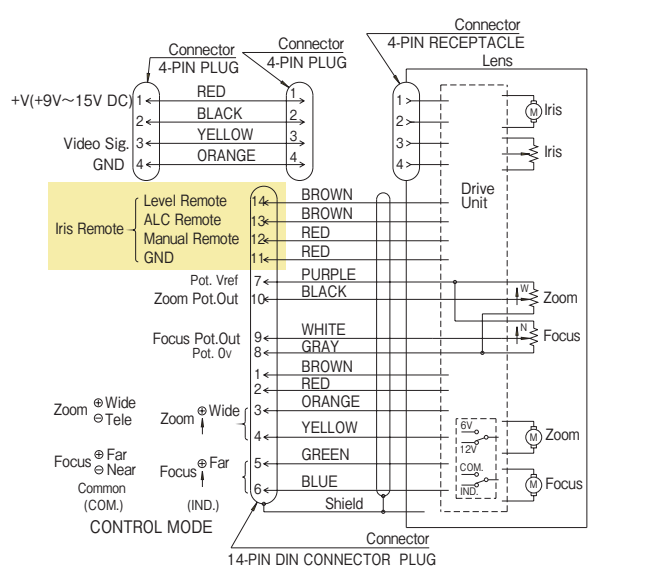 Connector
4-PIN PLUG
Connector
4-PIN PLUG
Connector
4-PIN RECEPTACLE
Lens
+V(+9V～15V DC) 1 RED 1
2 BLACK 2
Video Sig. 3 YELLOW 3
GND 4 ORANGE 4
1
2
3
4
M Iris
Iris
Drive
Unit
Iris Remote
Level Remote 14 BROWN
ALC Remote 13 BROWN
Manual Remote 12 RED
GND 11 RED
Pot. Vref 7 PURPLE
Zoom Pot.Out 10 BLACK W Zoom
Focus Pot.Out 9 WHITE N Focus
Pot. 0v 8 GRAY
1 BROWN
2 RED
Zoom ⊕Wide
⊖Tele
Zoom ⊕Wide
3 ORANGE
4 YELLOW
6V
12V
M Zoom
Focus ⊕Far
⊖Near
Focus ⊕Far
5 GREEN
6 BLUE
COM.
IND.
M Focus
Common
(COM.) (IND.)
Shield
CONTROL MODE
Connector
14-PIN DIN CONNECTOR PLUG